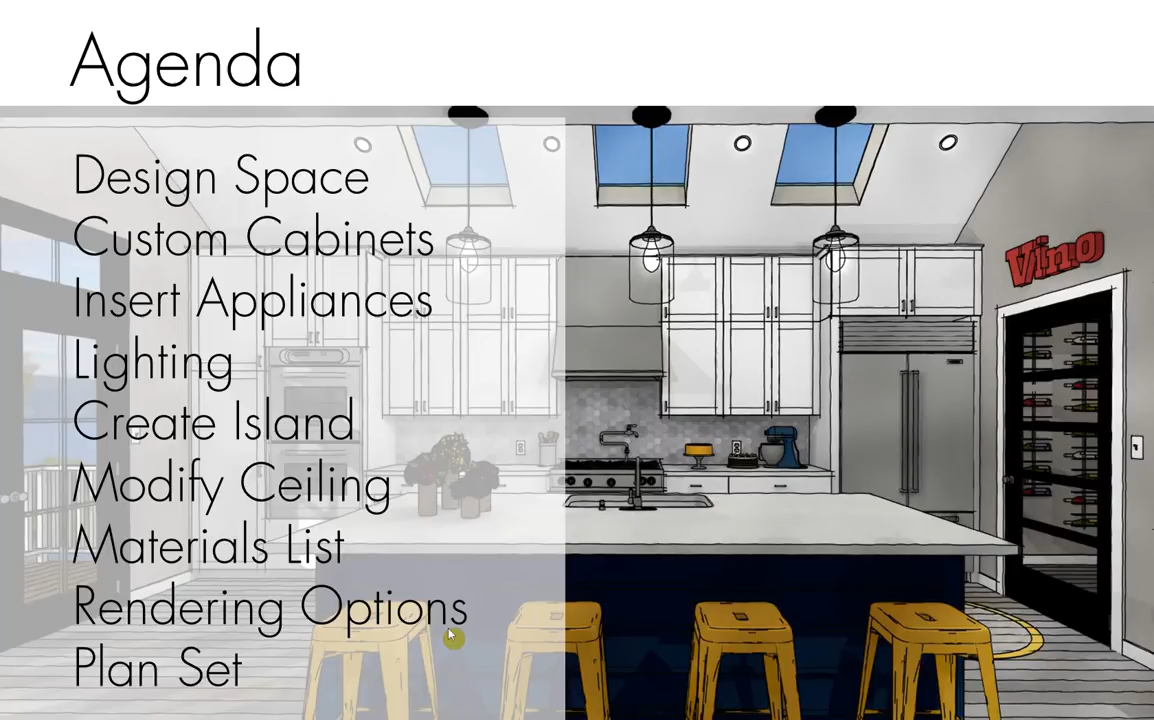 Agenda
Design Space
Custom Cabinets
Insert Appliances
Lighting
Create Island
Modify Ceiling
Materials List
Rendering Options
Plan Set
Vino